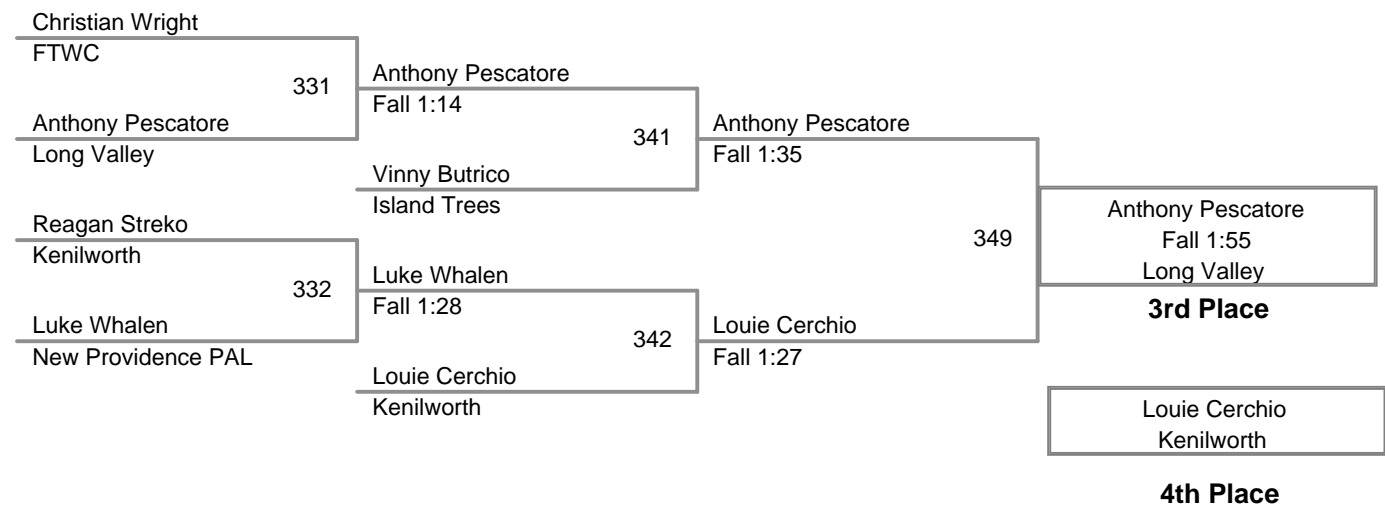 Christian Wright
FTWC
331
Anthony Pescatore
Long Valley
Anthony Pescatore
Fall 1:14
341
Vinny Butrico
Island Trees
Reagan Streko
Kenilworth
332
Luke Whalen
New Providence PAL
Luke Whalen
Fall 1:28
342
Louie Cerchio
Kenilworth
Anthony Pescatore
Fall 1:35
349
Louie Cerchio
Fall 1:27
Anthony Pescatore
Fall 1:55
Long Valley
3rd Place
Louie Cerchio
Kenilworth
4th Place